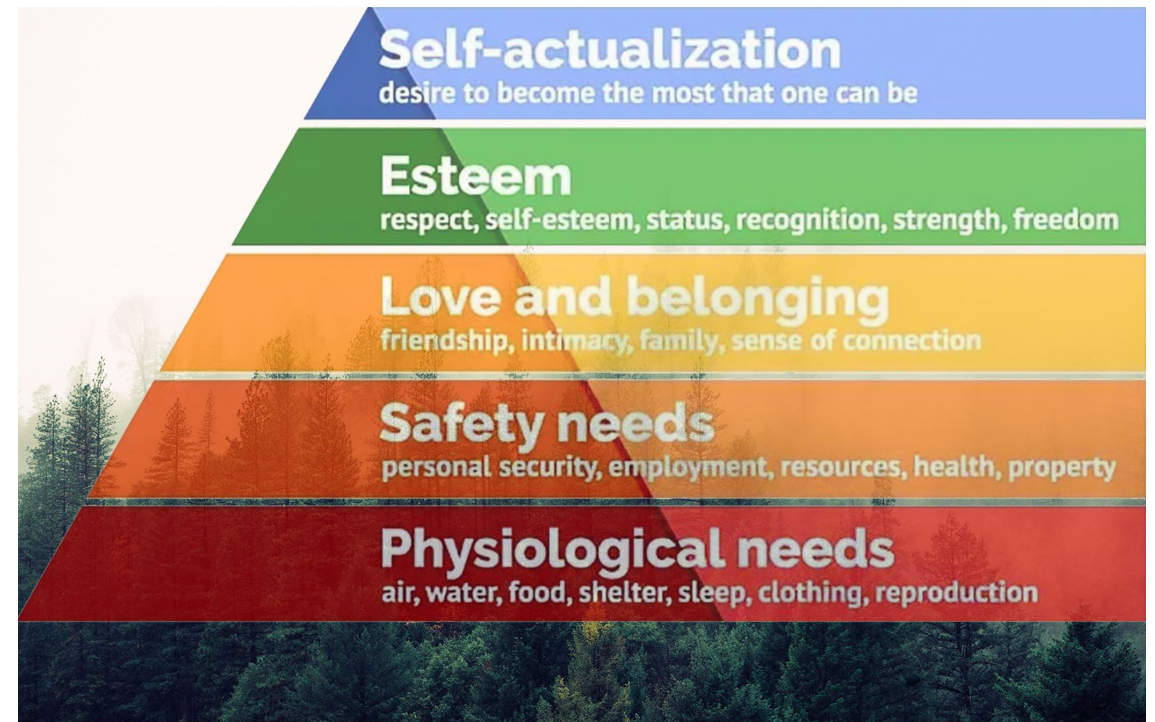 Self-actualization
desire to become the most that one can be
Esteem
respect, self-esteem, status, recognition, strength, freedom
Love and belonging
friendship, intimacy, family, sense of connection
Safety needs
personal security, employment, resources, health, property
Physiological needs
air, water, food, shelter, sleep, clothing, reproduction